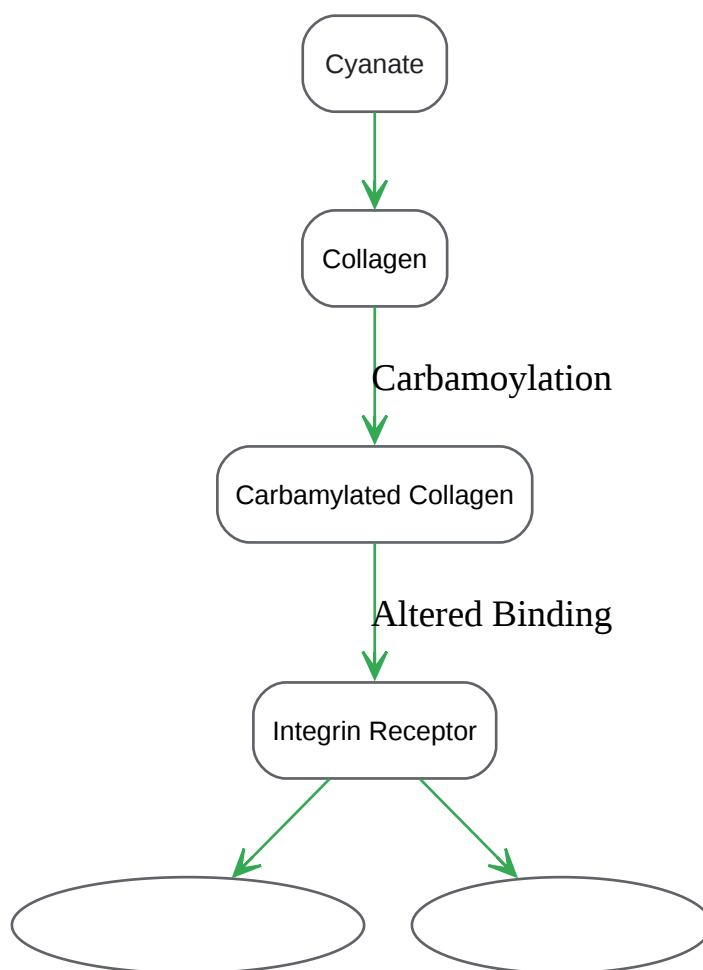 Cyanate
Collagen
Carbamoylation
Carbamylated Collagen
Altered Binding
Integrin Receptor